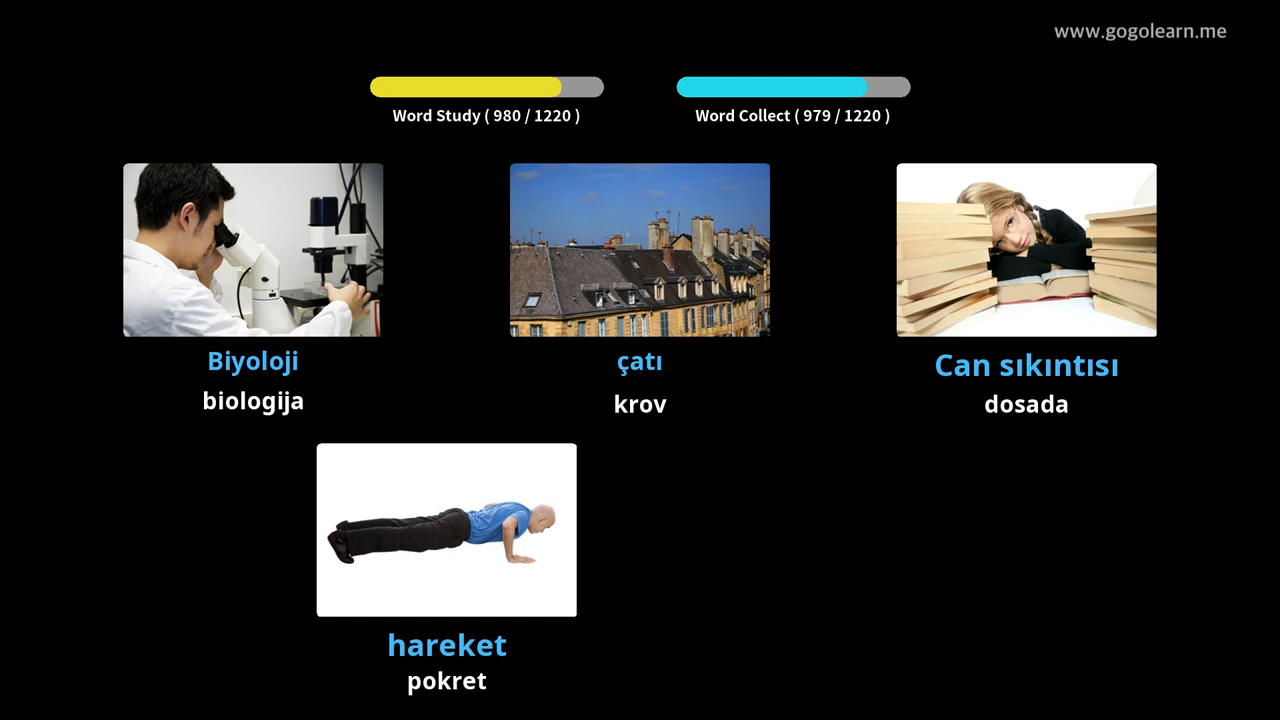 www.gogolearn.me
Word Study ( 980 / 1220 )
Word Collect ( 979 / 1220 )
Biyoloji
biologija
çatı
krov
Can sıkıntısı
dosada
hareket
pokret